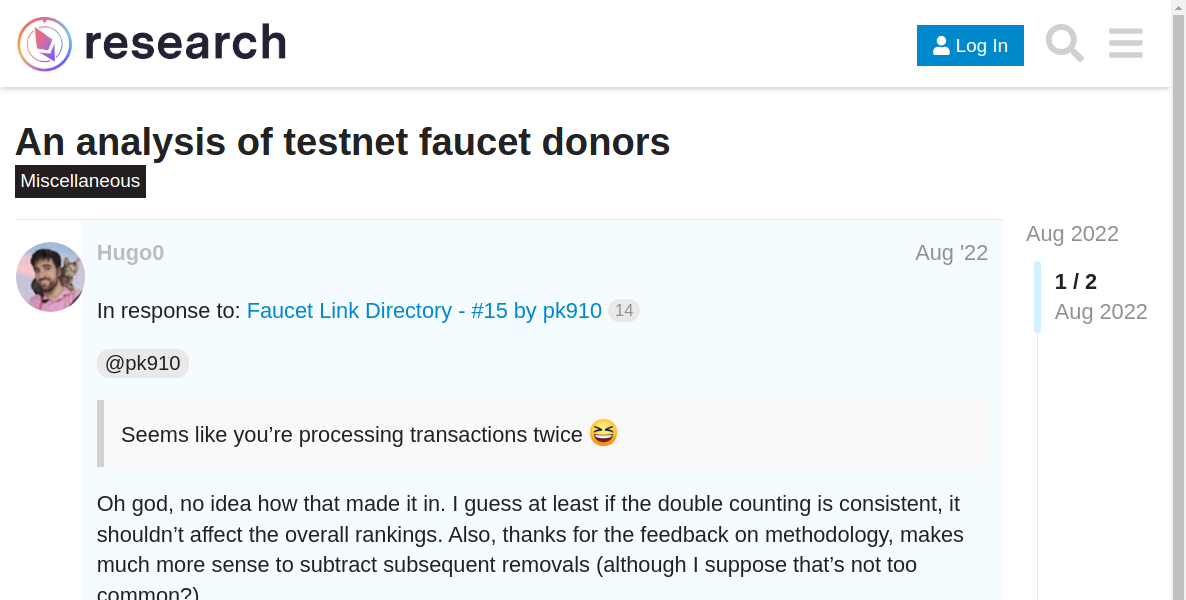 research
Log In
An analysis of testnet faucet donors
Miscellaneous
Hugo0
Aug '22
In response to: Faucet Link Directory - #15 by pk910 14
@pk910
Seems like you’re processing transactions twice 😆
Oh god, no idea how that made it in. I guess at least if the double counting is consistent, it
shouldn’t affect the overall rankings. Also, thanks for the feedback on methodology, makes
much more sense to subtract subsequent removals (although I suppose that’s not too
common?)
Aug 2022
1 / 2
Aug 2022